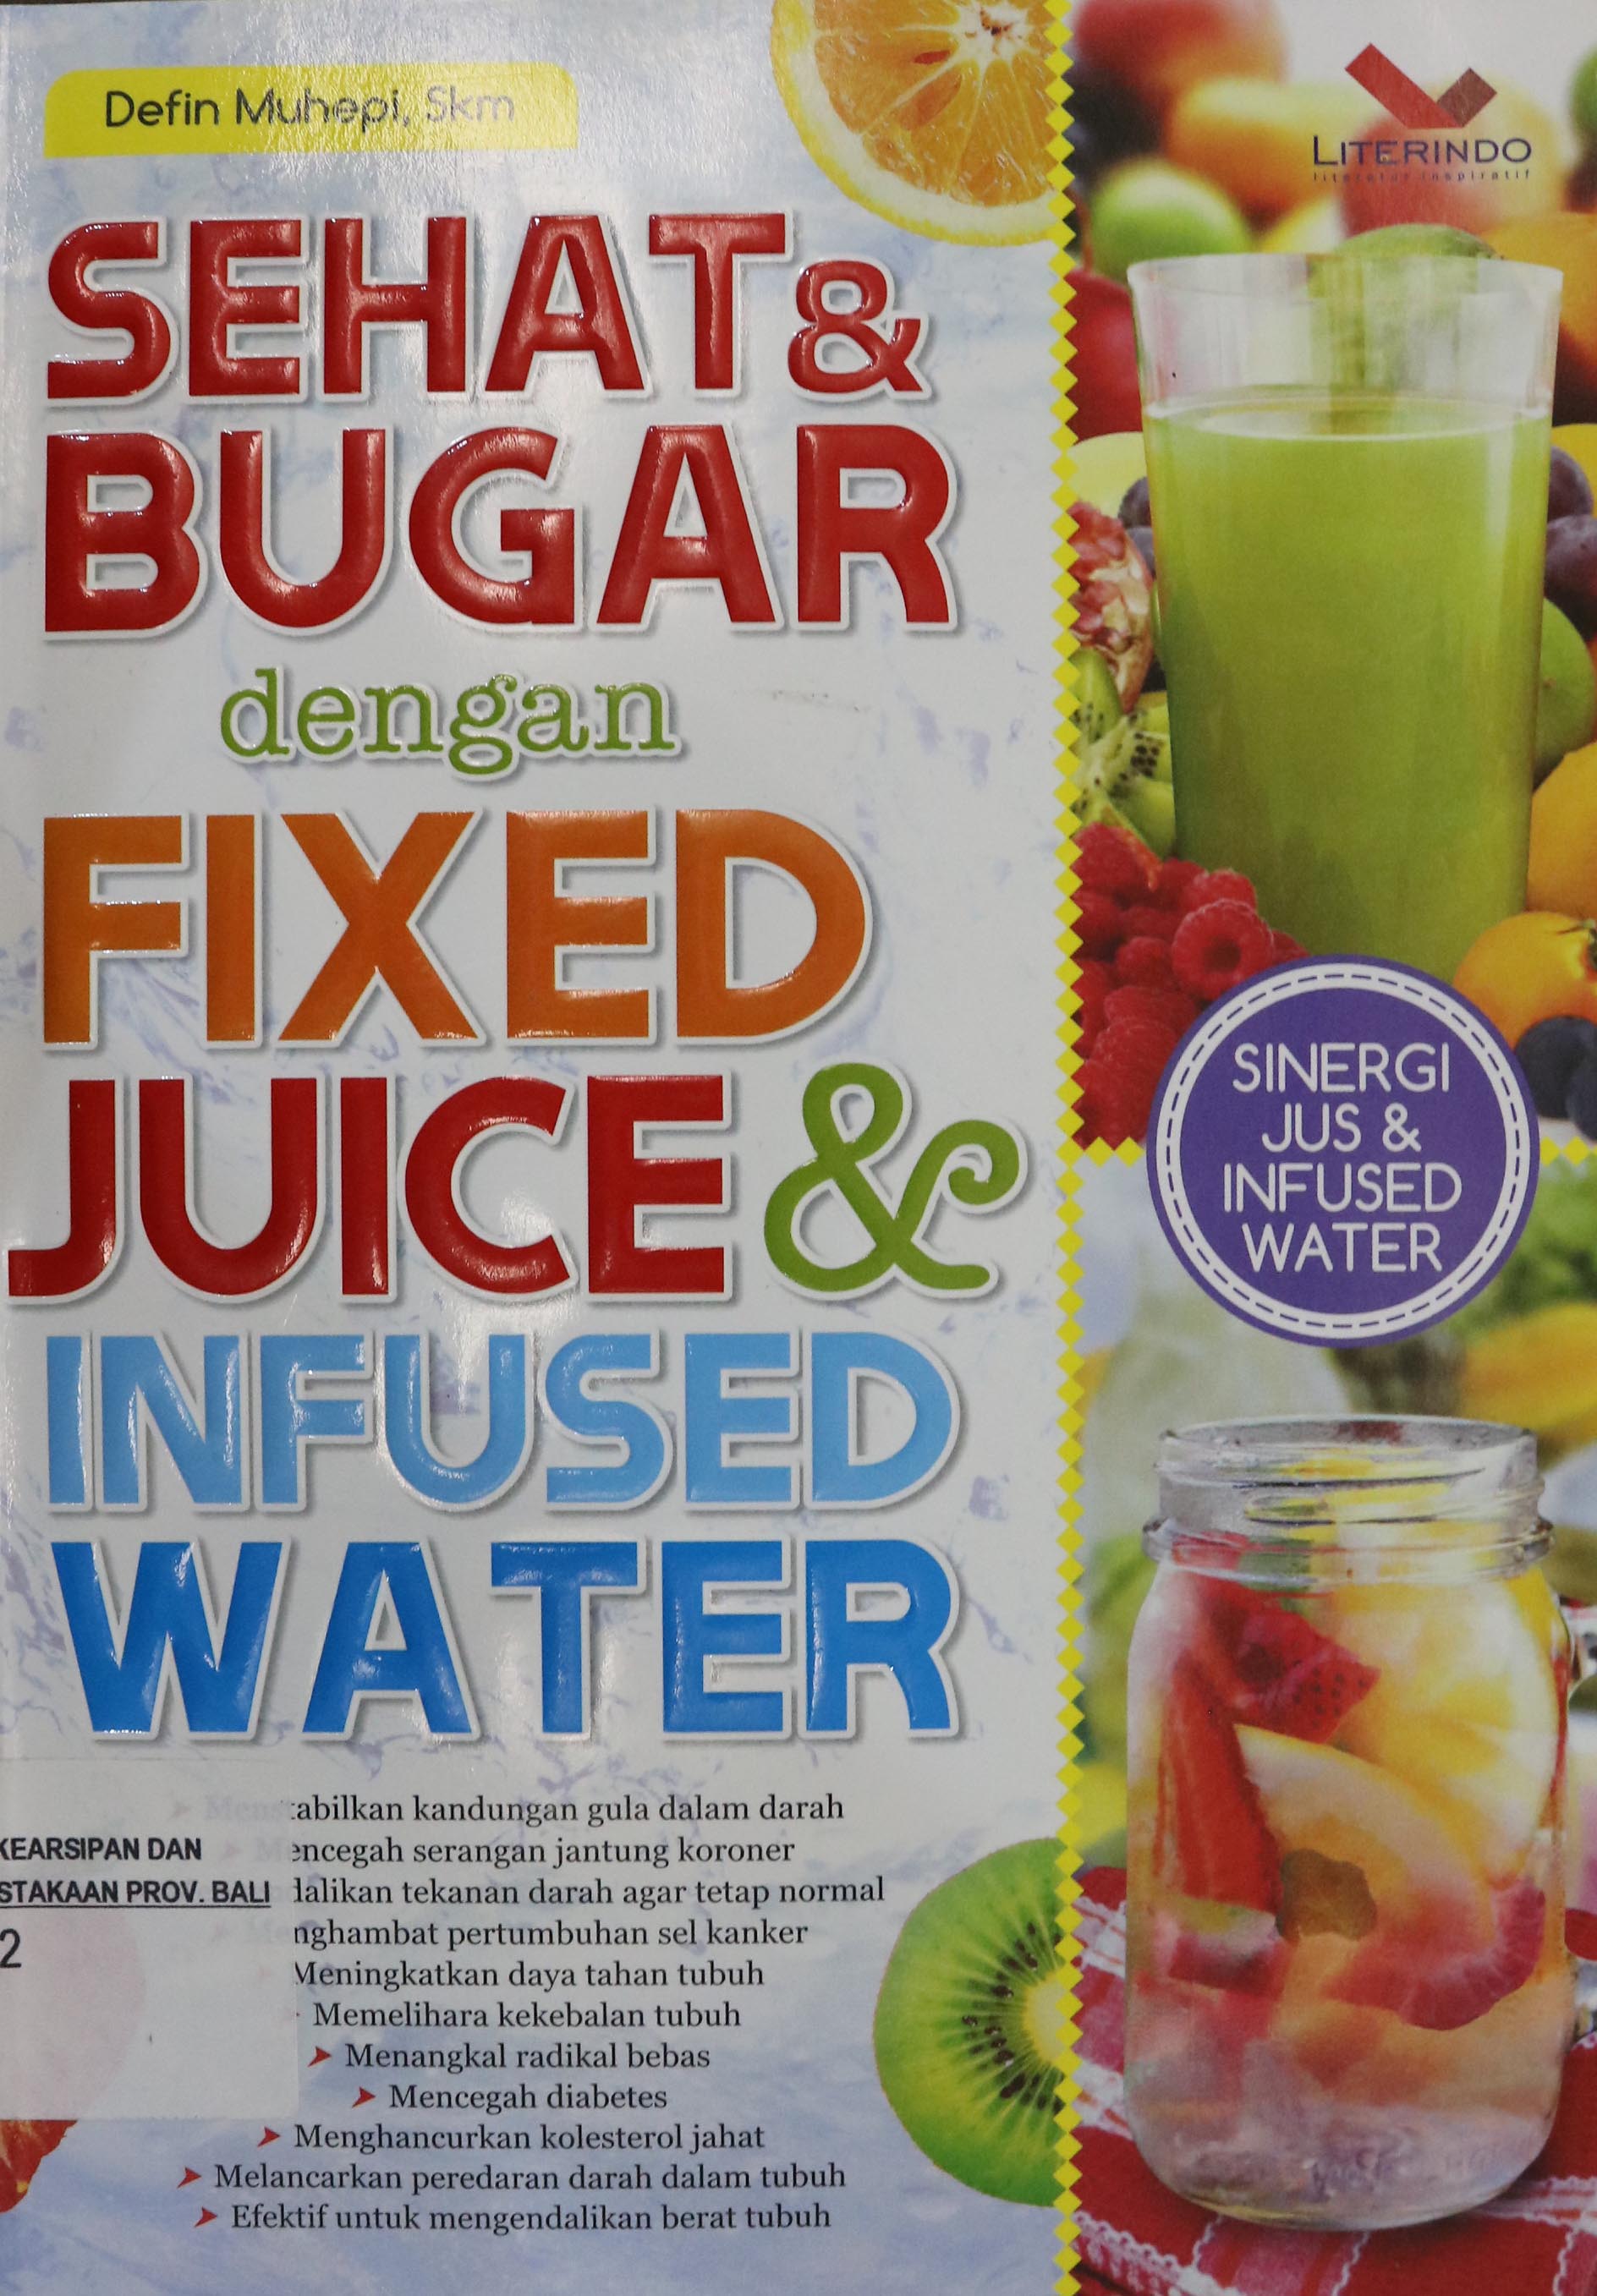 Defin Muhepi, Skm
LITERINDO
literatur inspiratif
SEHAT &
BUGAR
dengan
FIXED
JUICE &
INFUSED
WATER
SINERGI
JUS &
INFUSED
WATER
abilkan kandungan gula dalam darah
encegah serangan jantung koroner
dalikan tekanan darah agar tetap normal
nghambat pertumbuhan sel kanker
Meningkatkan daya tahan tubuh
Memelihara kekebalan tubuh
➤ Menangkal radikal bebas
➤ Mencegah diabetes
➤ Menghancurkan kolesterol jahat
➤ Melancarkan peredaran darah dalam tubuh
➤ Efektif untuk mengendalikan berat tubuh
KEARSIPAN DAN
STAKAAN PROV. BALI
2